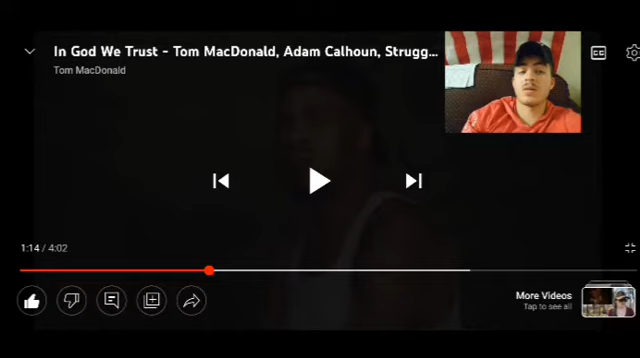 In God We Trust - Tom MacDonald, Adam Calhoun, Strugg...
CC
Tom MacDonald
1:14 / 4:02
More Videos
Tap to see all